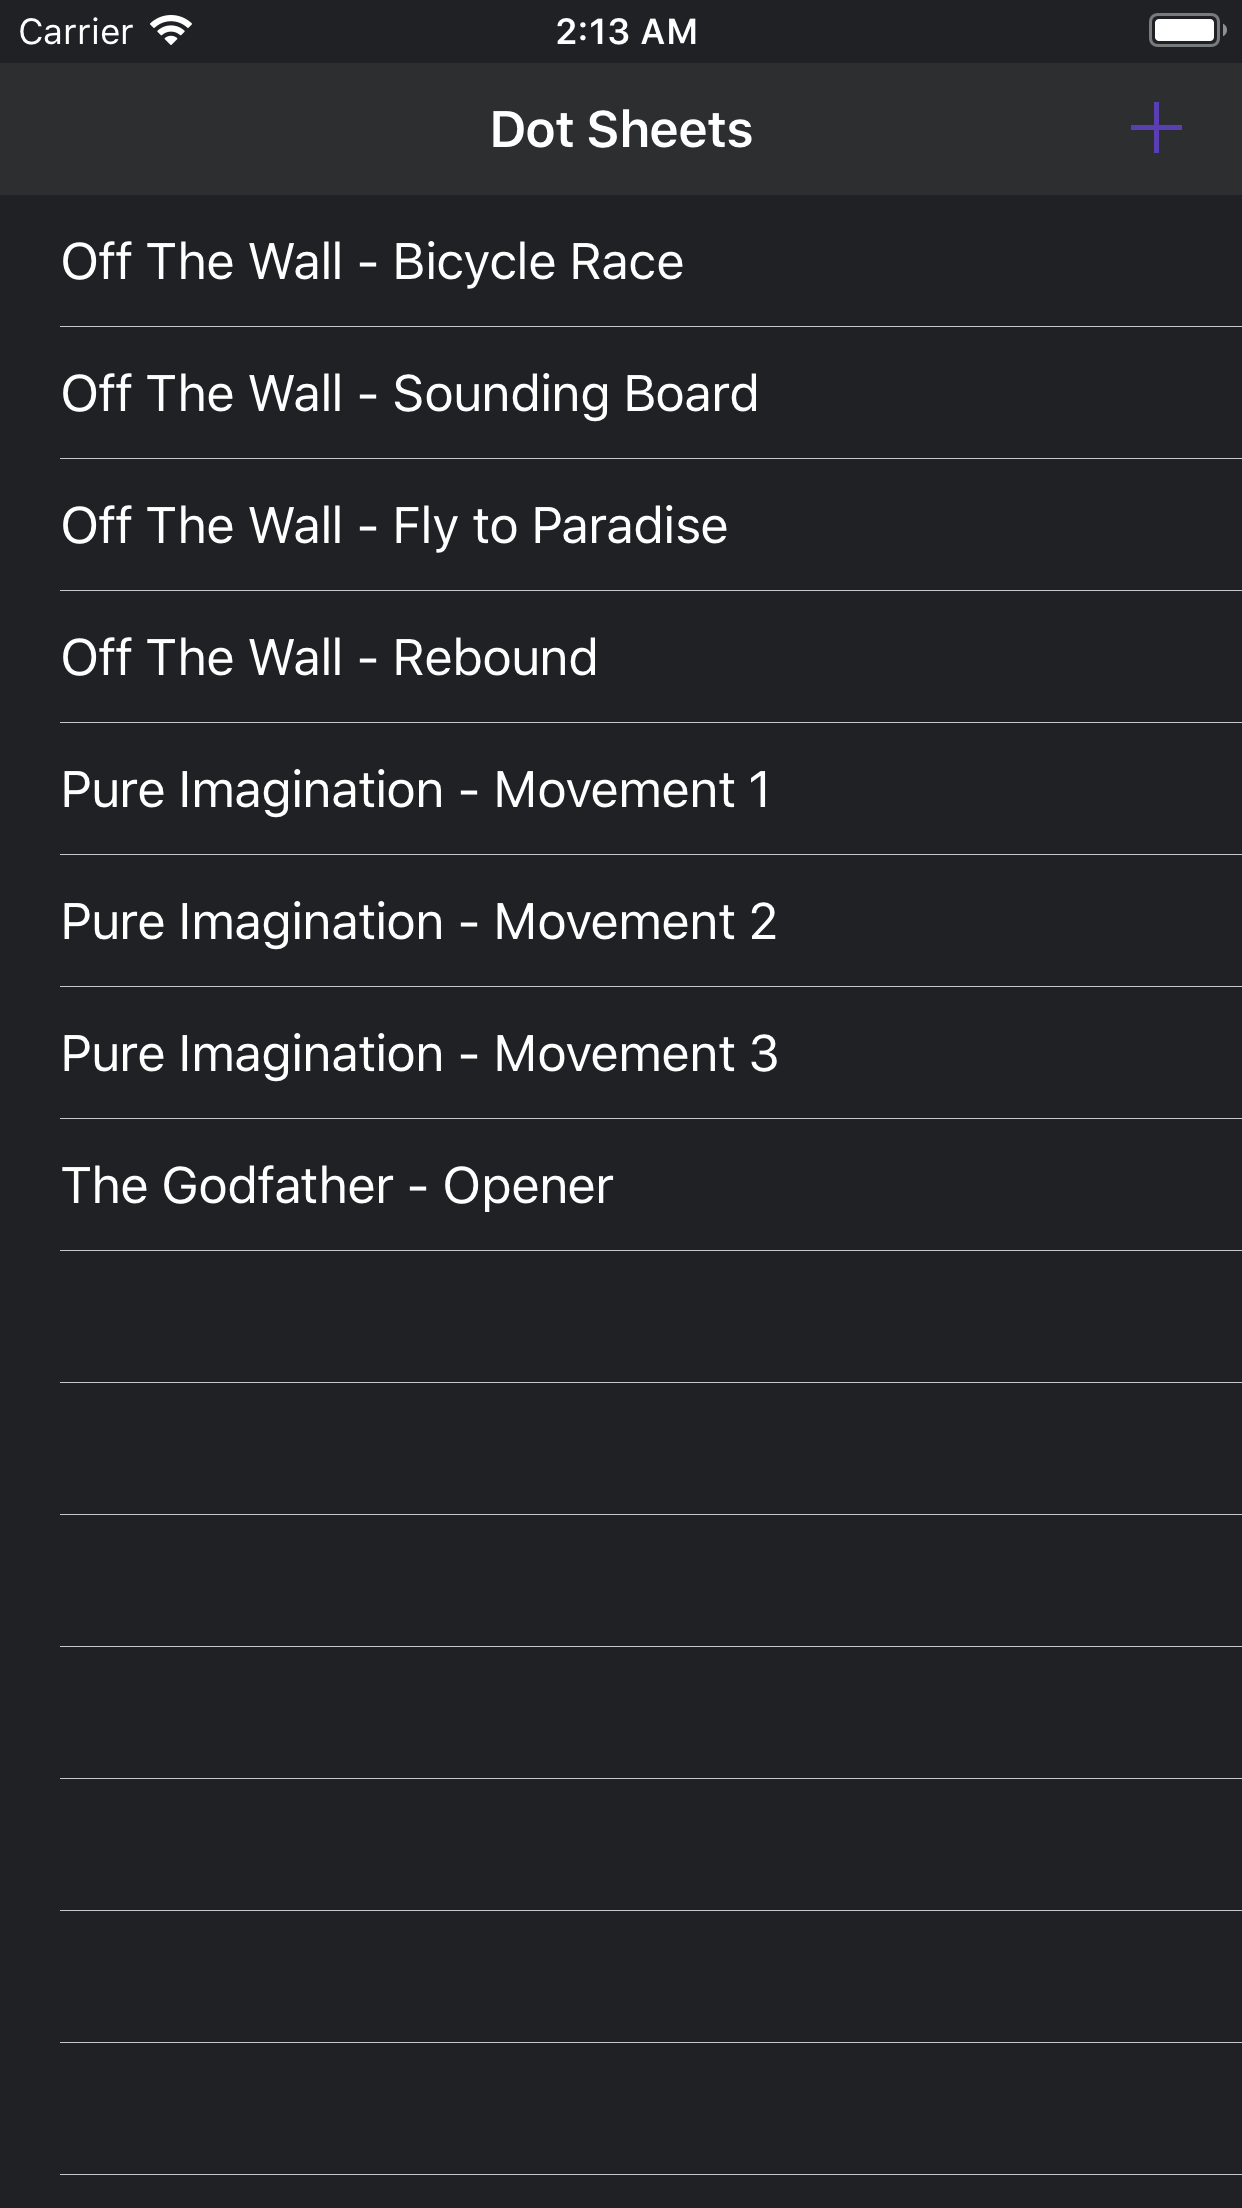 Carrier 2:13 AM
Dot Sheets
Off The Wall - Bicycle Race
Off The Wall - Sounding Board
Off The Wall - Fly to Paradise
Off The Wall - Rebound
Pure Imagination - Movement 1
Pure Imagination - Movement 2
Pure Imagination - Movement 3
The Godfather - Opener